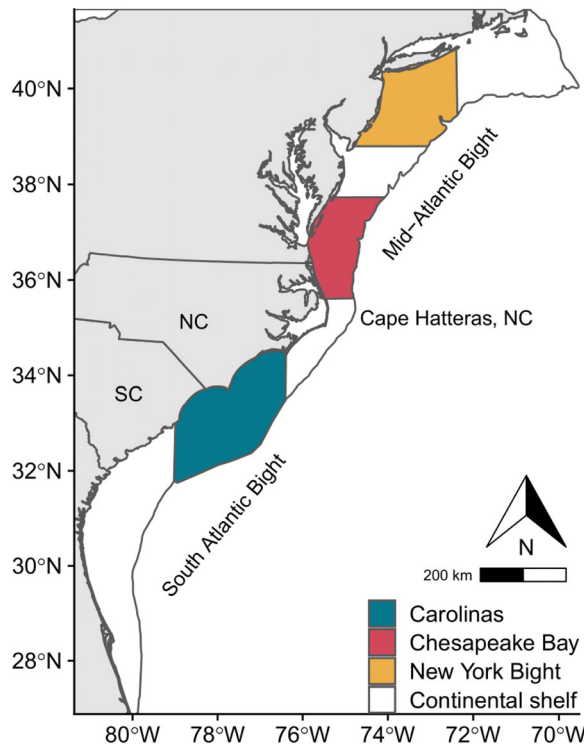 40°N
38°N
36°N
34°N
32°N
30°N
28°N
Mid−Atlantic Bight
Cape Hatteras, NC
NC
SC
South Atlantic Bight
N
200 km
Carolinas
Chesapeake Bay
New York Bight
Continental shelf
80°W 78°W 76°W 74°W 72°W 70°W